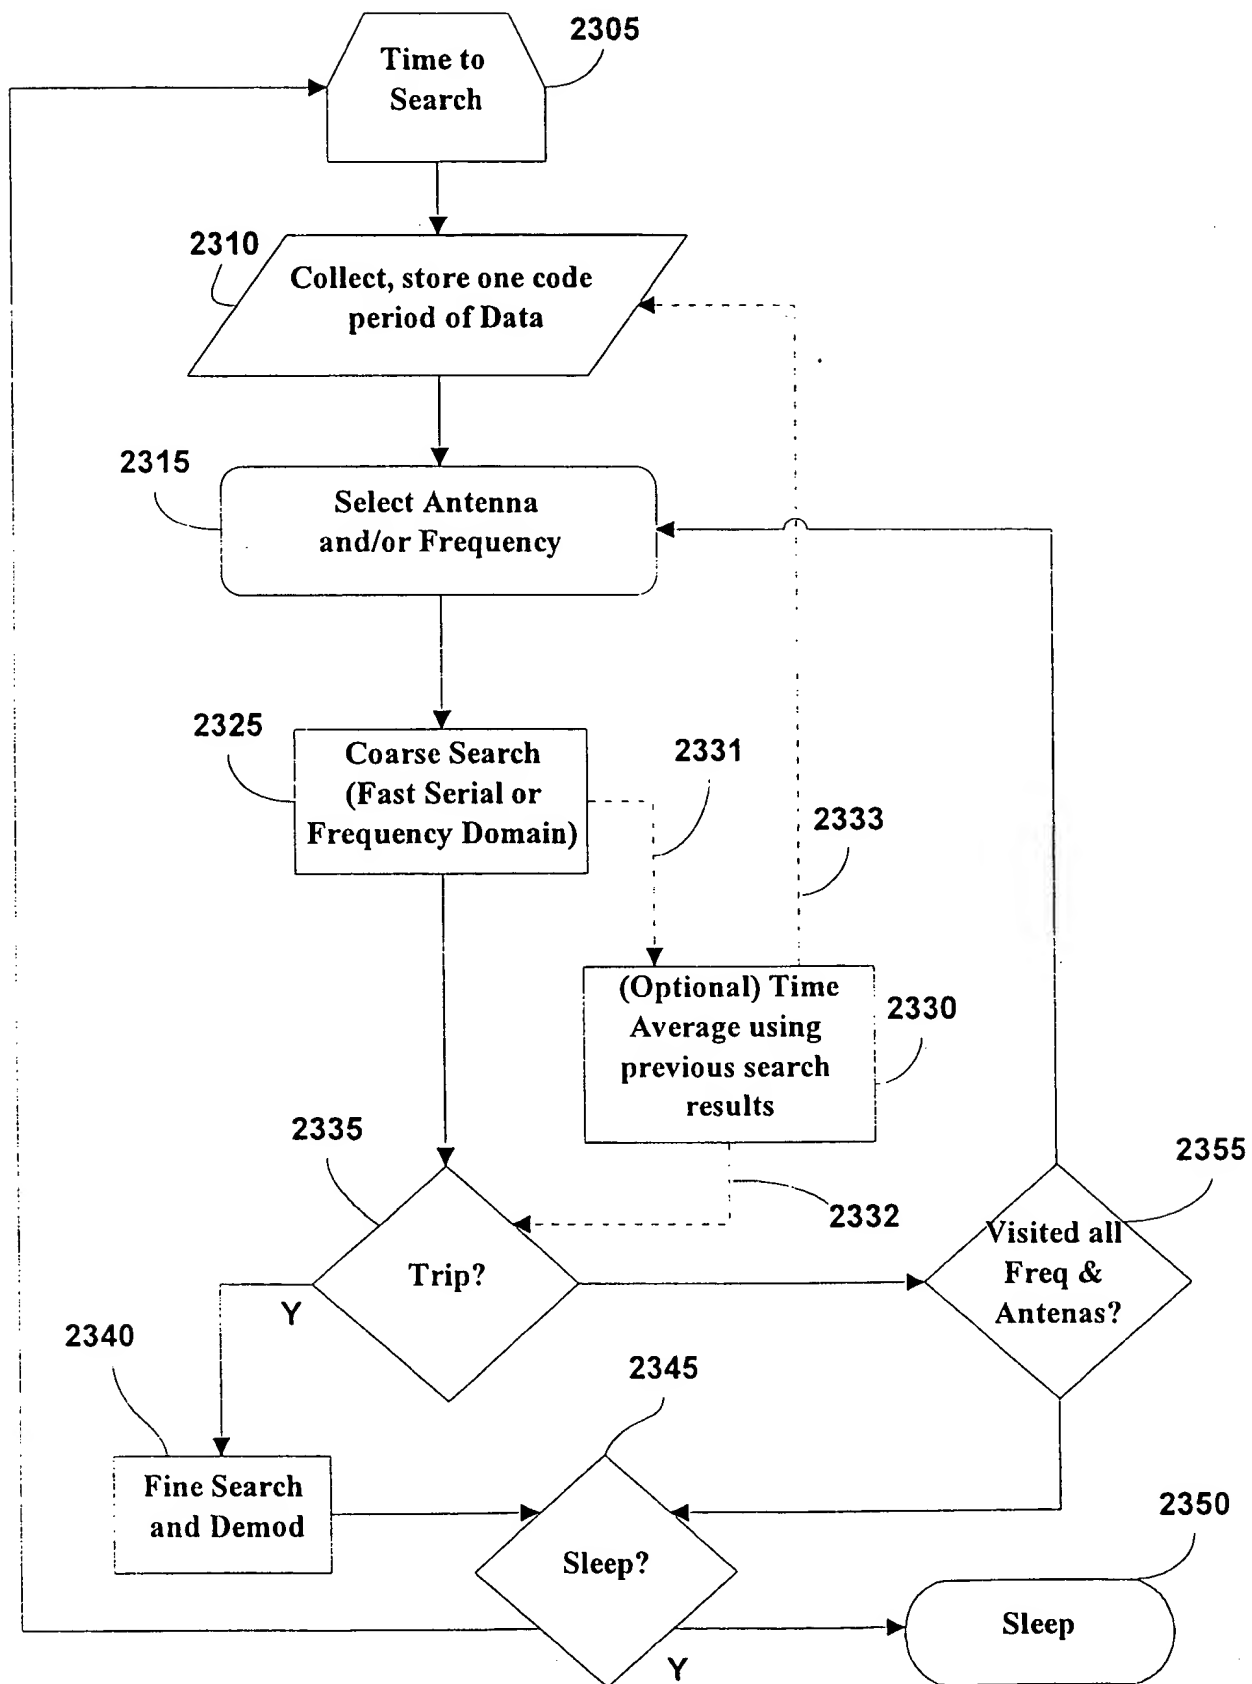 2305
Time to
Search
2310
Collect, store one code
period of Data
2315
Select Antenna
and/or Frequency
2325
Coarse Search
(Fast Serial or
Frequency Domain)
2331
2333
(Optional) Time
Average using
previous search
results
2330
2335
2332
2355
Trip?
Visited all
Freq &
Antenas?
Y
2340
2345
Fine Search
and Demod
2350
Sleep?
Sleep
Y